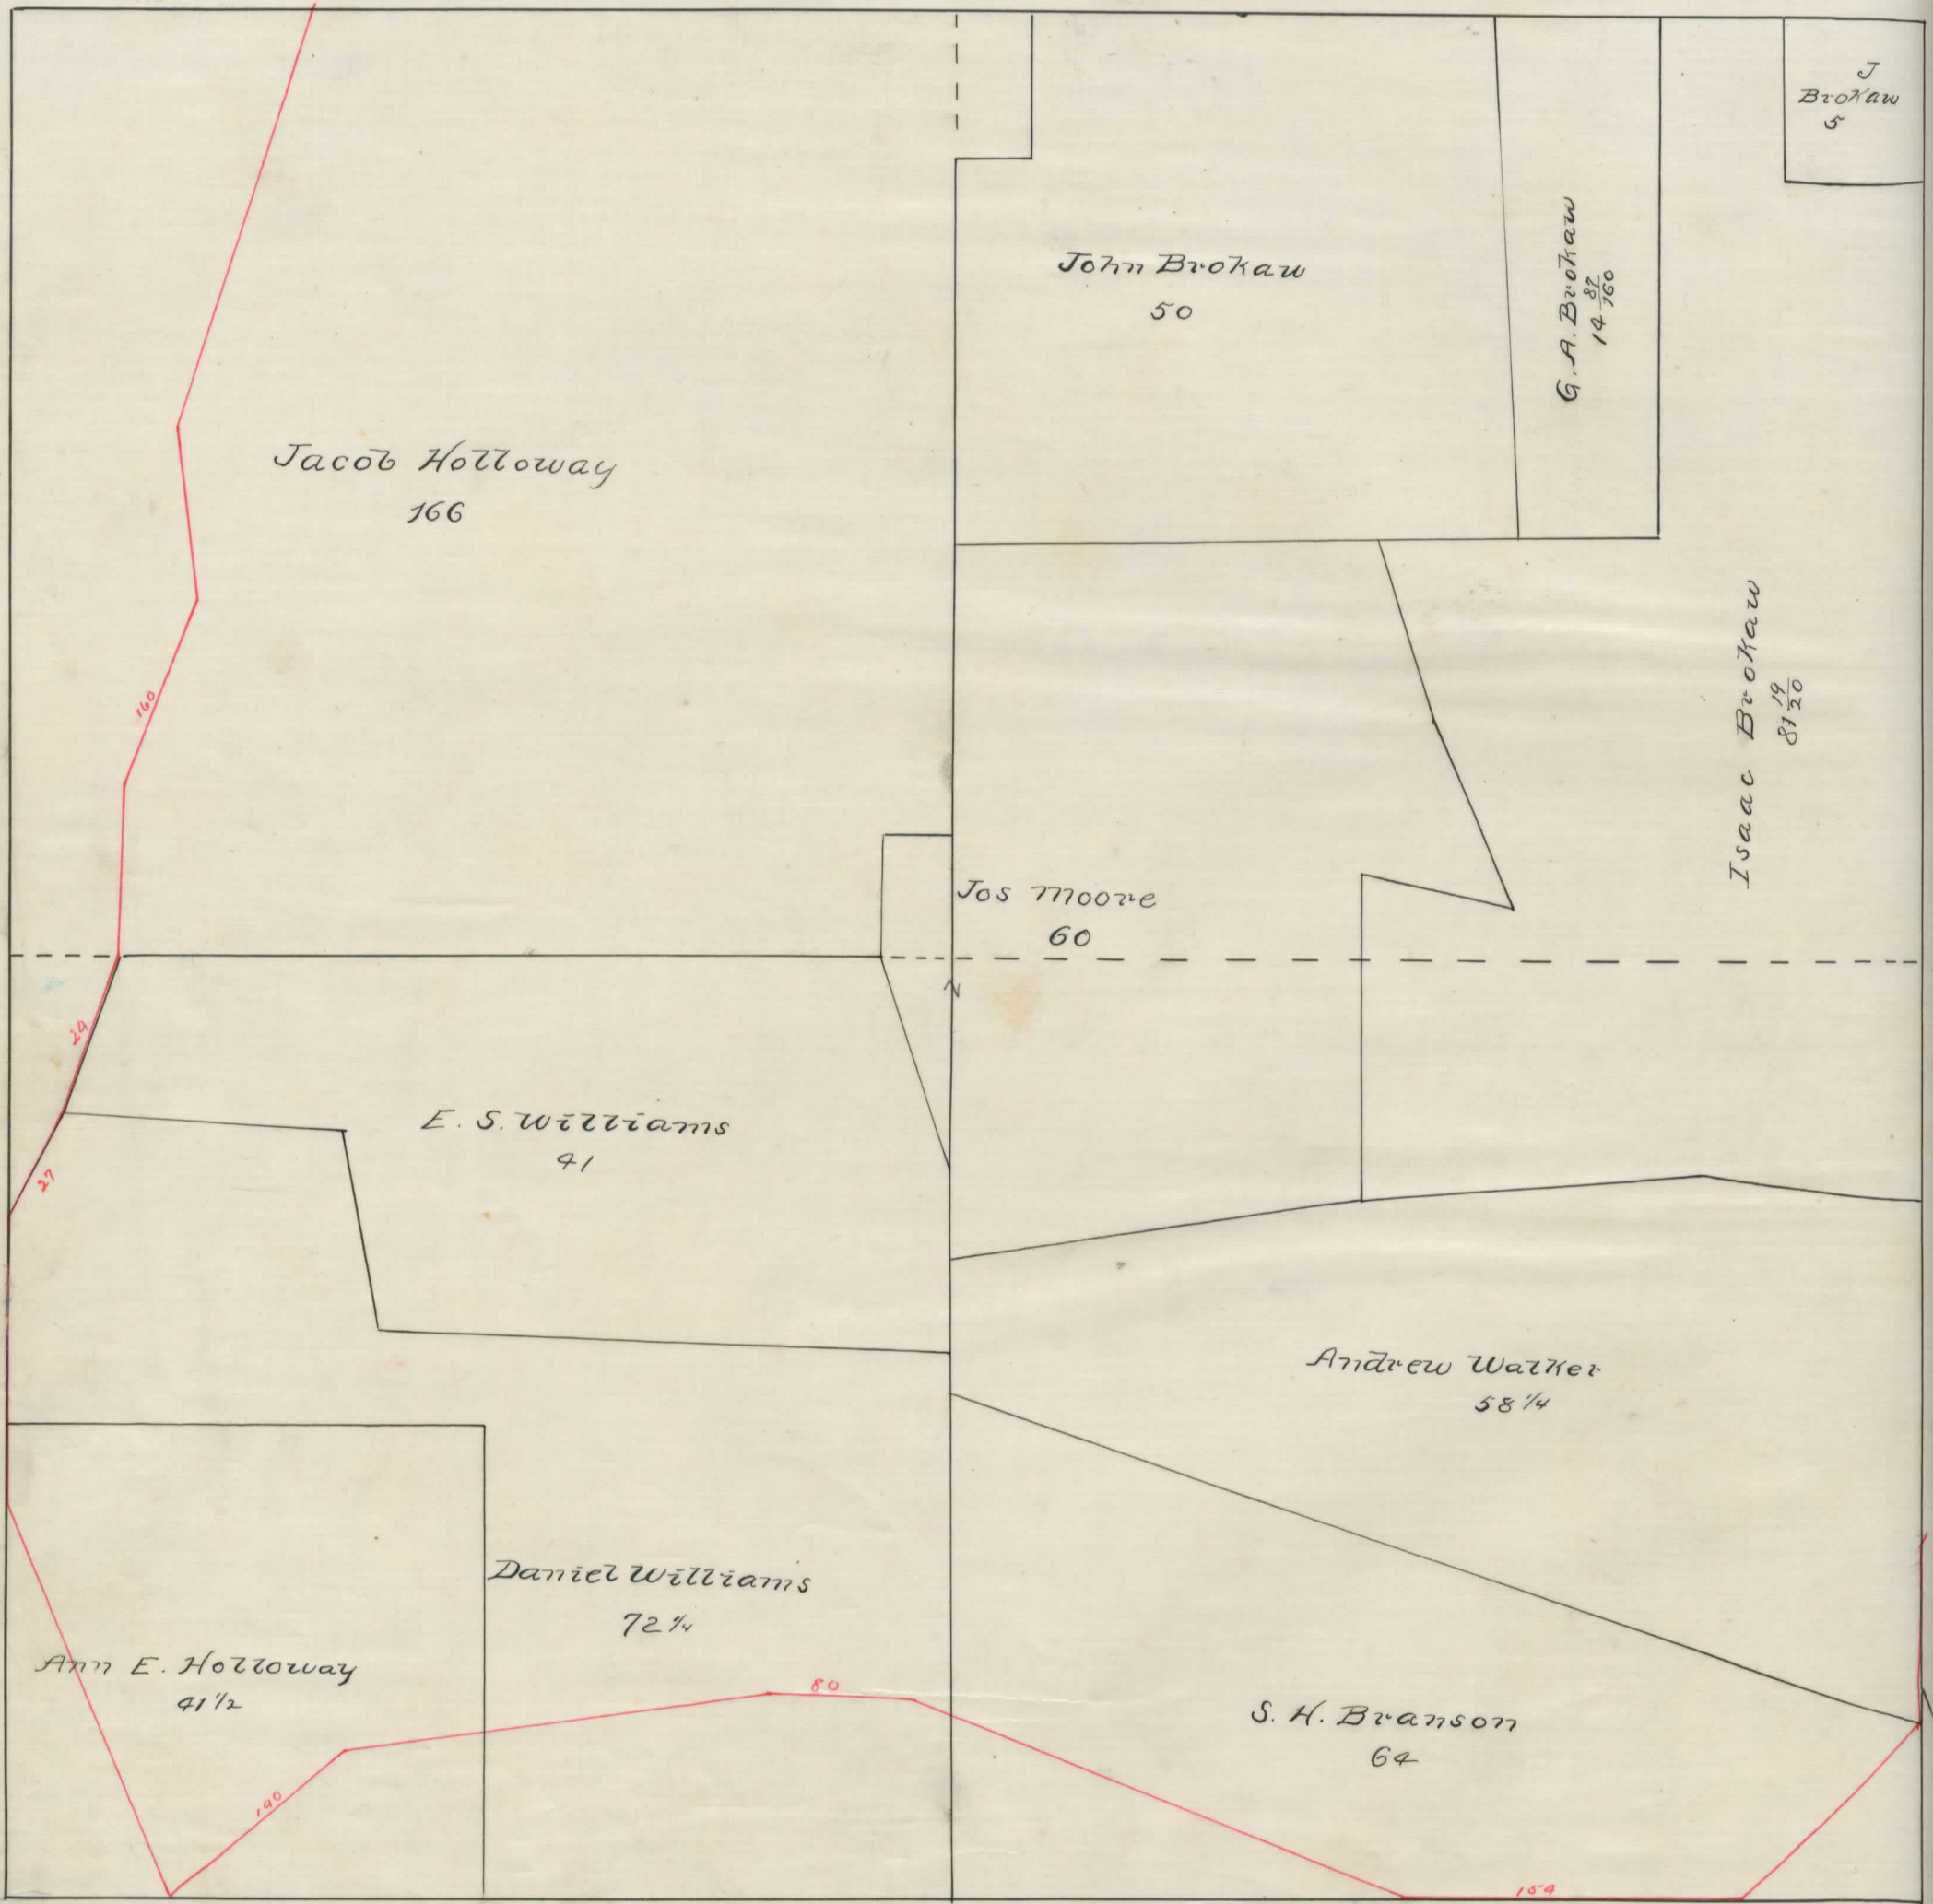 J
Brokaw
5
John Brokaw
50
G. A. Brokaw
14 87/160
Jacob Holloway
166
Isaac Brokaw
81 19/20
160
Jos Moore
60
N
24
27
E. S. Williams
41
Andrew Walker
58 1/4
Daniel Williams
72 1/4
Ann E. Holloway
41 1/2
80
S. H. Branson
64
140
154